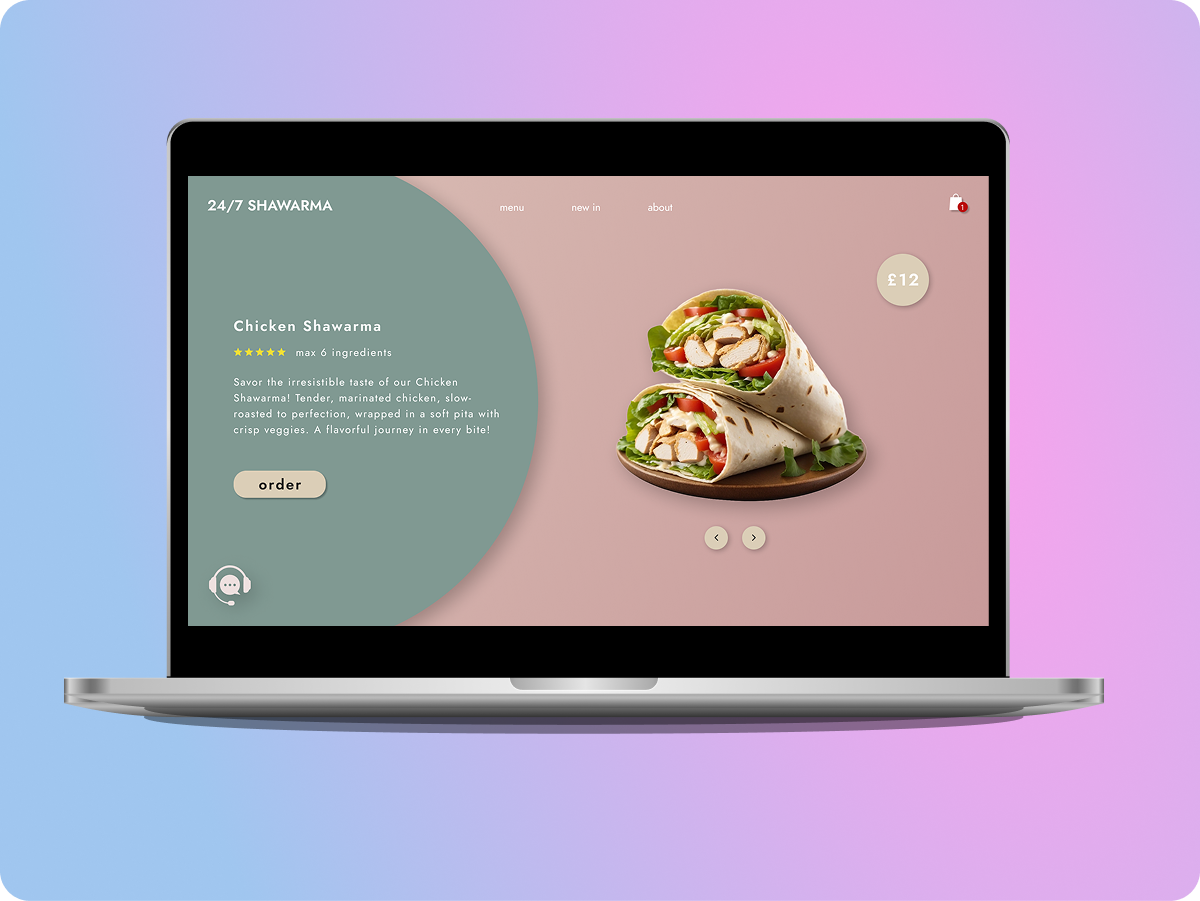 24/7 SHAWARMA
menu
new in
about
1
£12
Chicken Shawarma
max 6 ingredients
Savor the irresistible taste of our Chicken
Shawarma! Tender, marinated chicken, slow-
roasted to perfection, wrapped in a soft pita with
crisp veggies. A flavorful journey in every bite!
order